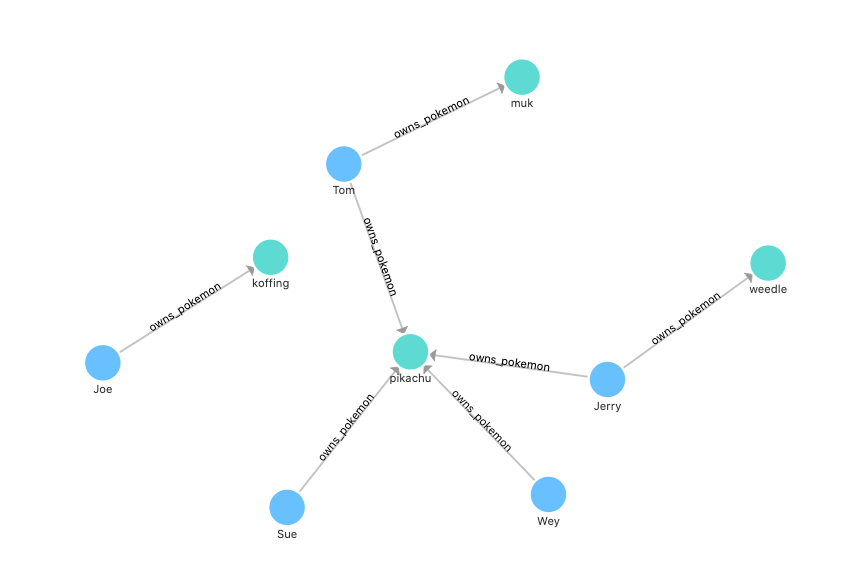 muk
owns_pokemon
Tom
owns_pokemon
koffing
owns_pokemon
Joe
weedle
owns_pokemon
owns_pokemon
pikachu
Jerry
owns_pokemon
owns_pokemon
Sue
Wey